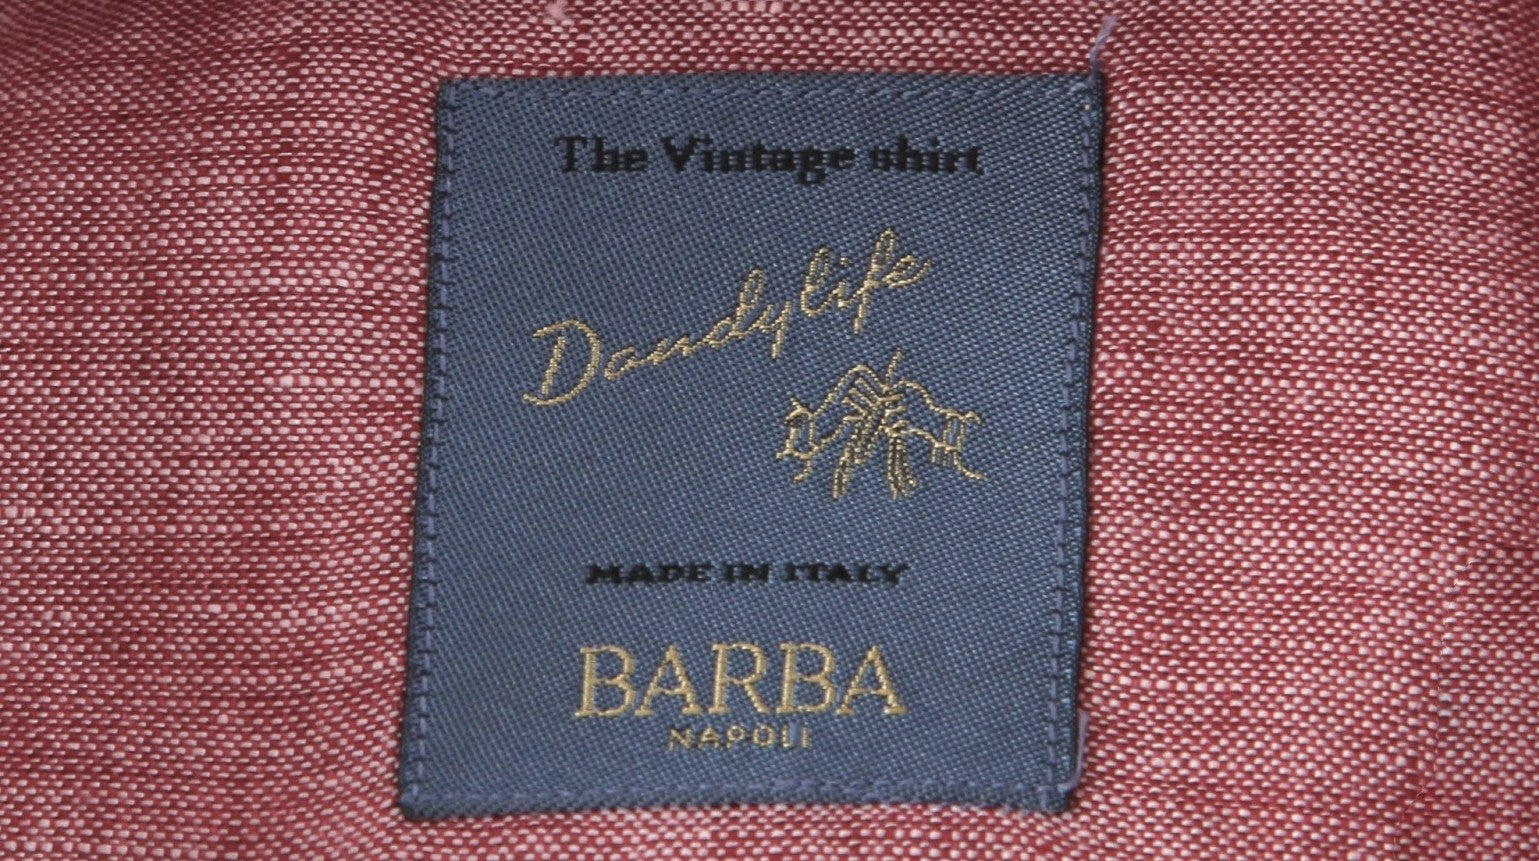 The Vintage shirt
Dandylife
MADE IN ITALY
BARBA
NAPOLI